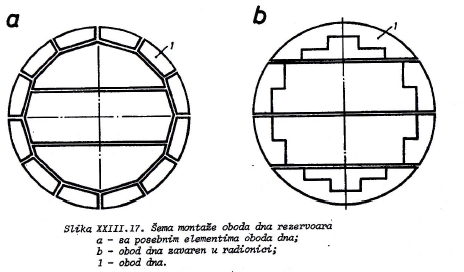 a
b
1
1
Slika XXIII.17. Šema montaže oboda dna rezervoara
a - sa posebnim elementima oboda dna;
b - obod dna zavaren u radionici;
1 - obod dna.